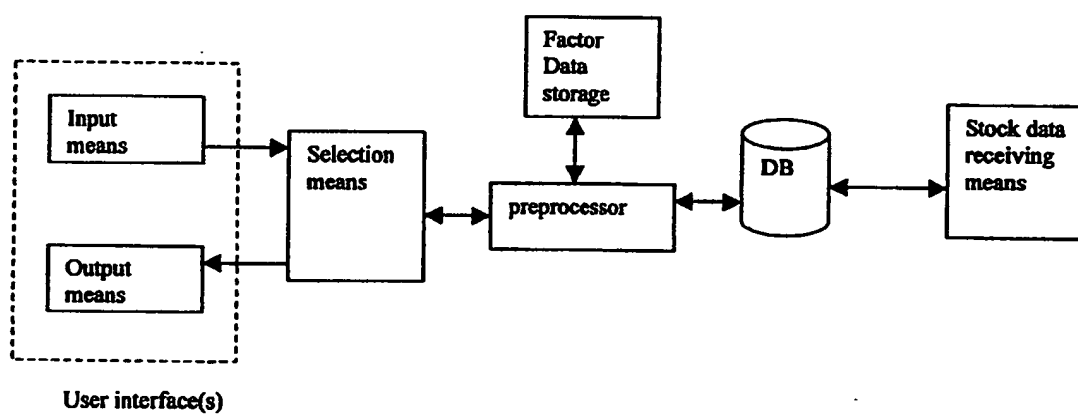 Input
means
Output
means
User interface(s)
Selection
means
Factor
Data
storage
preprocessor
DB
Stock data
receiving
means